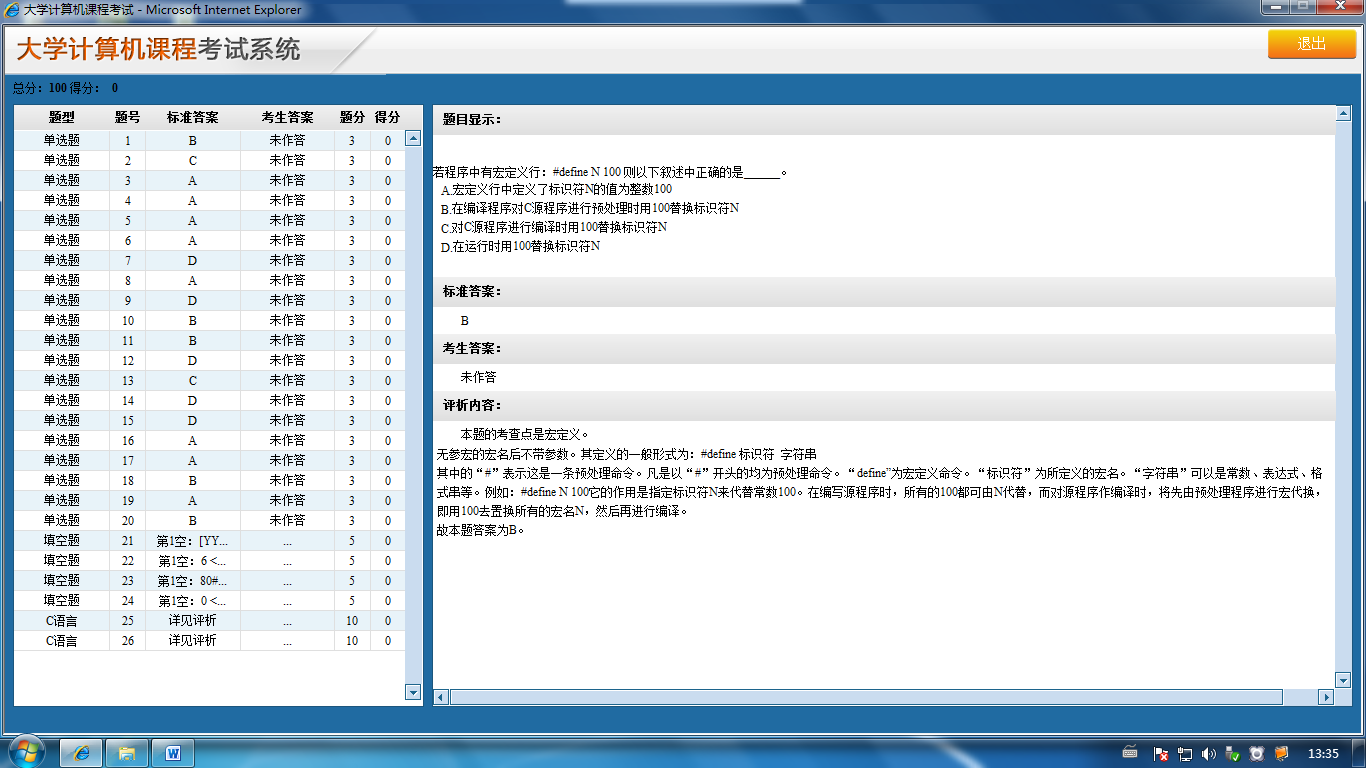 大学计算机课程考试 - Microsoft Internet Explorer
大学计算机课程考试系统
退出
总分：100 得分： 0
题型 题号 标准答案 考生答案 题分 得分
单选题 1 B 未作答 3 0
单选题 2 C 未作答 3 0
单选题 3 A 未作答 3 0
单选题 4 A 未作答 3 0
单选题 5 A 未作答 3 0
单选题 6 A 未作答 3 0
单选题 7 D 未作答 3 0
单选题 8 A 未作答 3 0
单选题 9 D 未作答 3 0
单选题 10 B 未作答 3 0
单选题 11 B 未作答 3 0
单选题 12 D 未作答 3 0
单选题 13 C 未作答 3 0
单选题 14 D 未作答 3 0
单选题 15 D 未作答 3 0
单选题 16 A 未作答 3 0
单选题 17 A 未作答 3 0
单选题 18 B 未作答 3 0
单选题 19 A 未作答 3 0
单选题 20 B 未作答 3 0
填空题 21 第1空：[YY... ... 5 0
填空题 22 第1空：6 <... ... 5 0
填空题 23 第1空：80#... ... 5 0
填空题 24 第1空：0 <... ... 5 0
C语言 25 详见评析 ... 10 0
C语言 26 详见评析 ... 10 0
题目显示：
若程序中有宏定义行：#define N 100 则以下叙述中正确的是______。
A.宏定义行中定义了标识符N的值为整数100
B.在编译程序对C源程序进行预处理时用100替换标识符N
C.对C源程序进行编译时用100替换标识符N
D.在运行时用100替换标识符N
标准答案：
B
考生答案：
未作答
评析内容：
本题的考查点是宏定义。
无参宏的宏名后不带参数。其定义的一般形式为：#define 标识符 字符串
其中的“#”表示这是一条预处理命令。凡是以“#”开头的均为预处理命令。“define”为宏定义命令。“标识符”为所定义的宏名。“字符串”可以是常数、表达式、格
式串等。例如：#define N 100它的作用是指定标识符N来代替常数100。在编写源程序时，所有的100都可由N代替，而对源程序作编译时，将先由预处理程序进行宏代换，
即用100去置换所有的宏名N，然后再进行编译。
故本题答案为B。
13:35